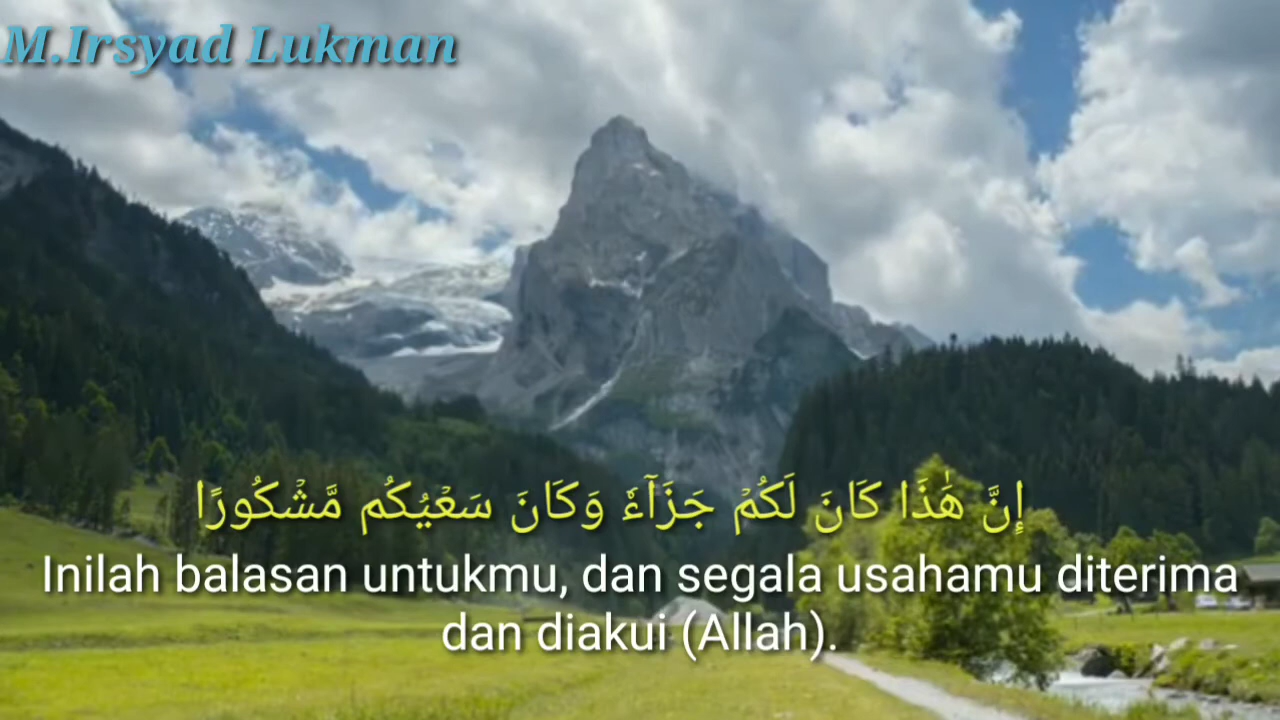 M.Irsyad Lukman
إِنَّ هَٰذَا كَانَ لَكُمْ جَزَآءً وَكَانَ سَعْيُكُم مَّشْكُورًا
Inilah balasan untukmu, dan segala usahamu diterima
dan diakui (Allah).